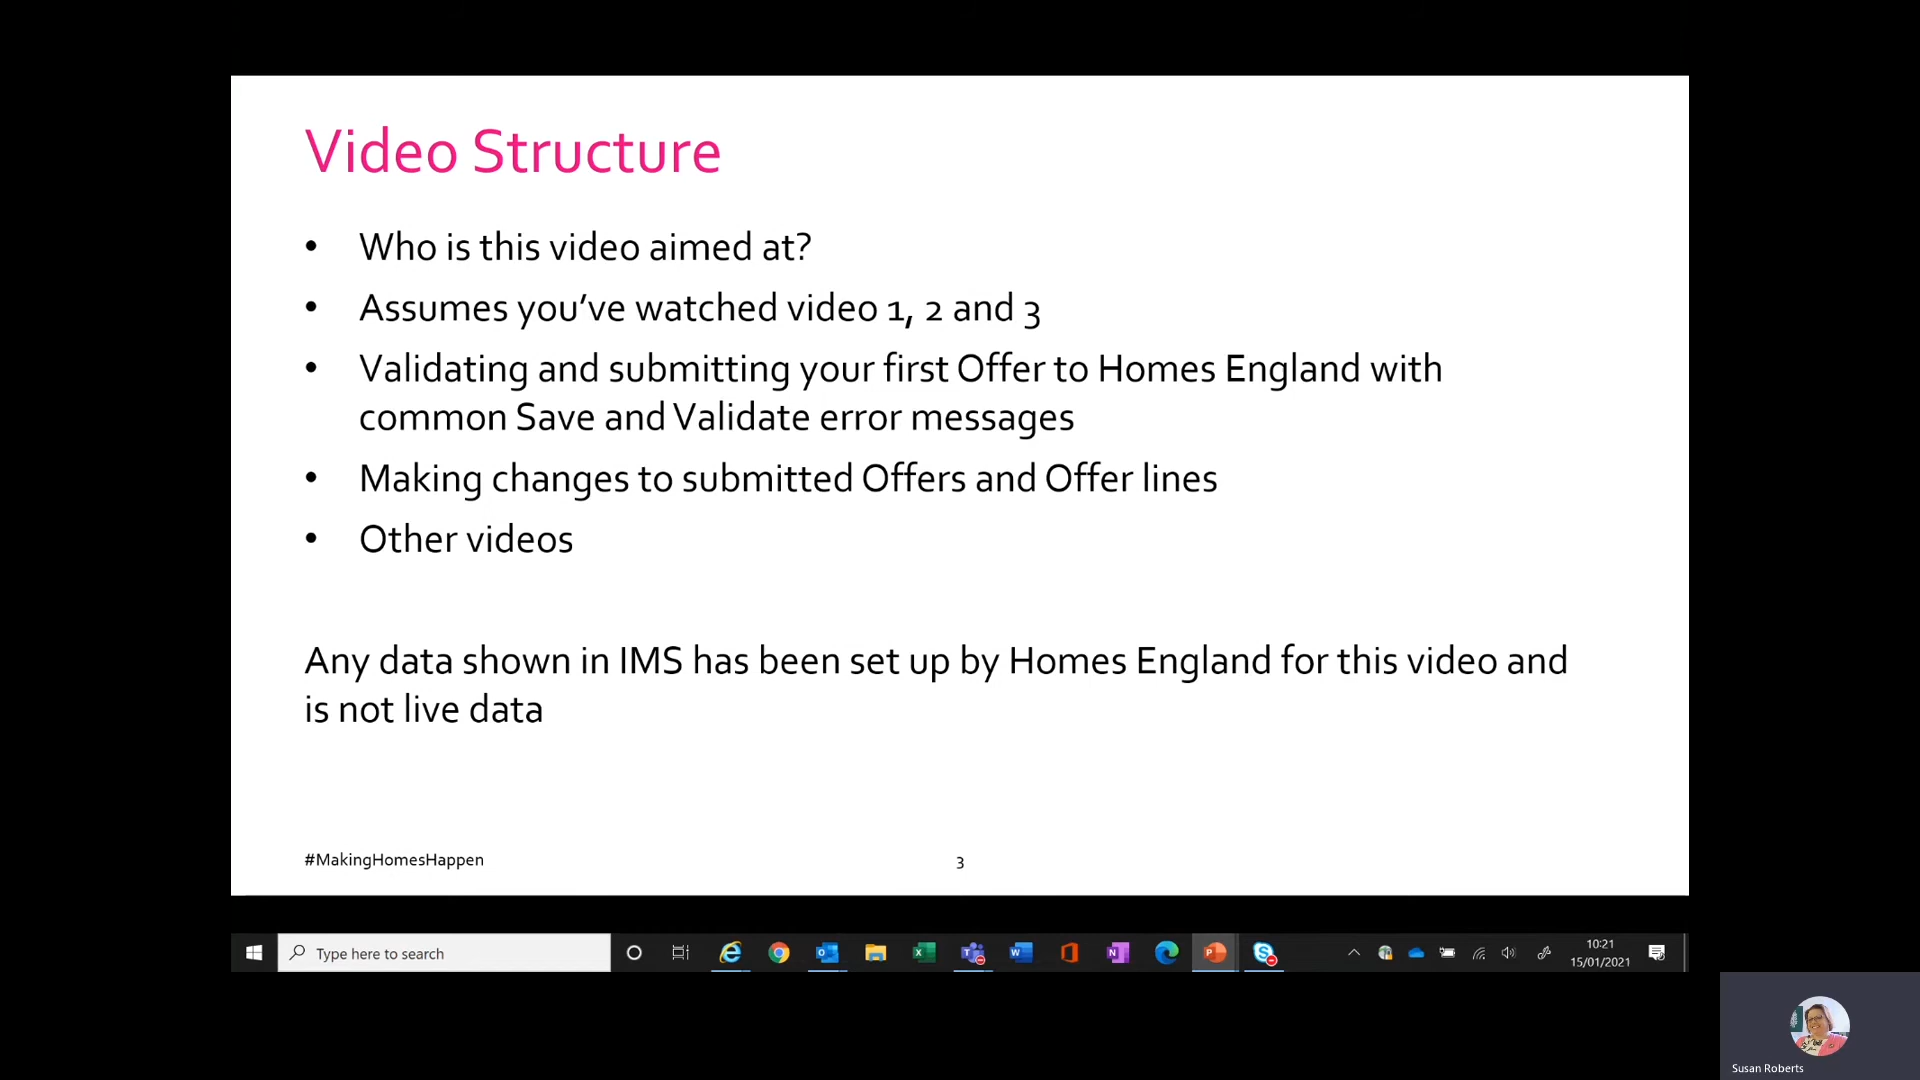 Video Structure
• Who is this video aimed at?
• Assumes you've watched video 1, 2 and 3
• Validating and submitting your first Offer to Homes England with
common Save and Validate error messages
• Making changes to submitted Offers and Offer lines
• Other videos
Any data shown in IMS has been set up by Homes England for this video and
is not live data
#MakingHomesHappen
3
Type here to search
10:21
15/01/2021
Susan Roberts